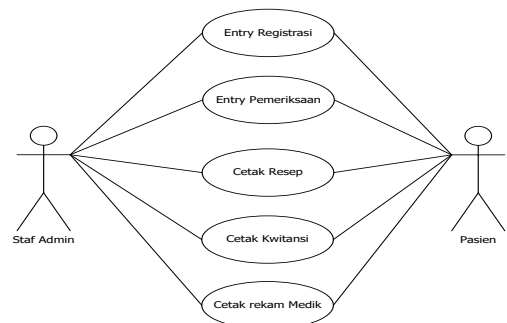 Entry Registrasi
Entry Pemeriksaan
Cetak Resep
Staf Admin
Pasien
Cetak Kwitansi
Cetak rekam Medik